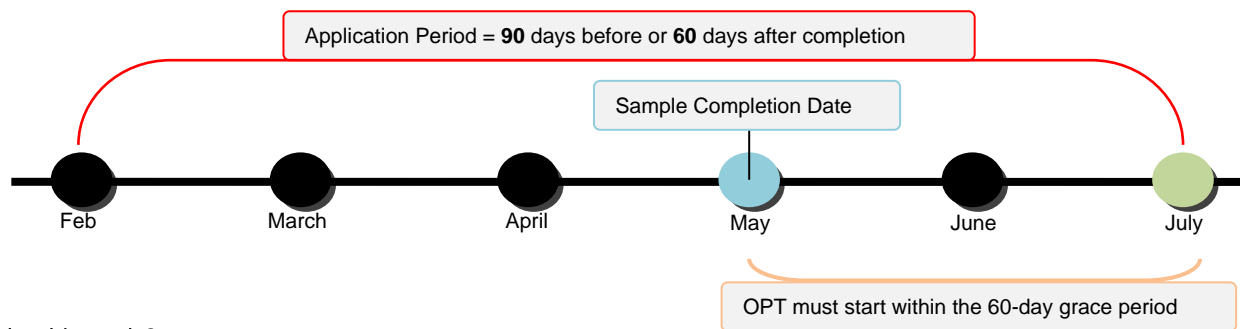 Application Period = 90 days before or 60 days after completion
Sample Completion Date
Feb March April May June July
OPT must start within the 60-day grace period